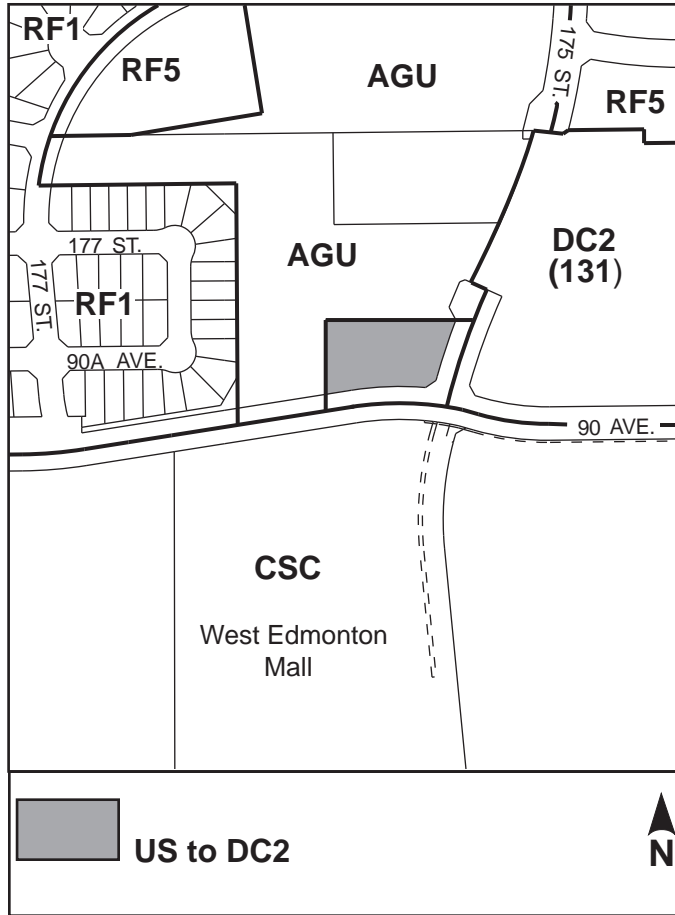 RF1
RF5
AGU
175 ST.
RF5
177 ST.
AGU
DC2
(131)
177 ST.
RF1
90A AVE.
90 AVE.
CSC
West Edmonton
Mall
US to DC2
N